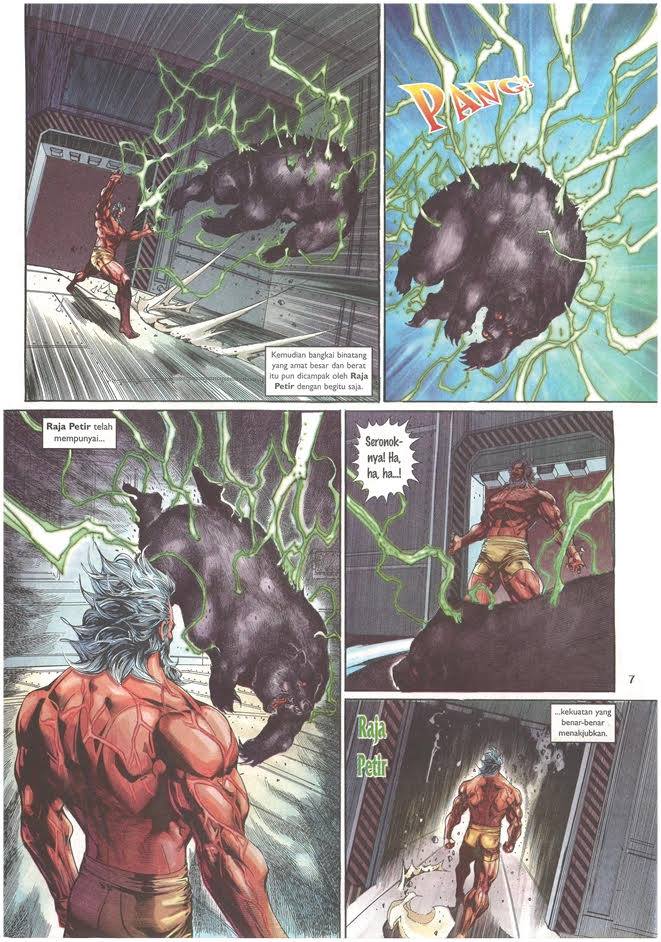 PANG!
Kemudian bangkai binatang
yang amat besar dan berat
itu pun dicampak oleh Raja
Petir dengan begitu saja.
Raja Petir telah
mempunyai...
Seronok-
nya! Ha,
ha, ha...!
7
...kekuatan yang
benar-benar
menakjubkan.
Raja
Petir